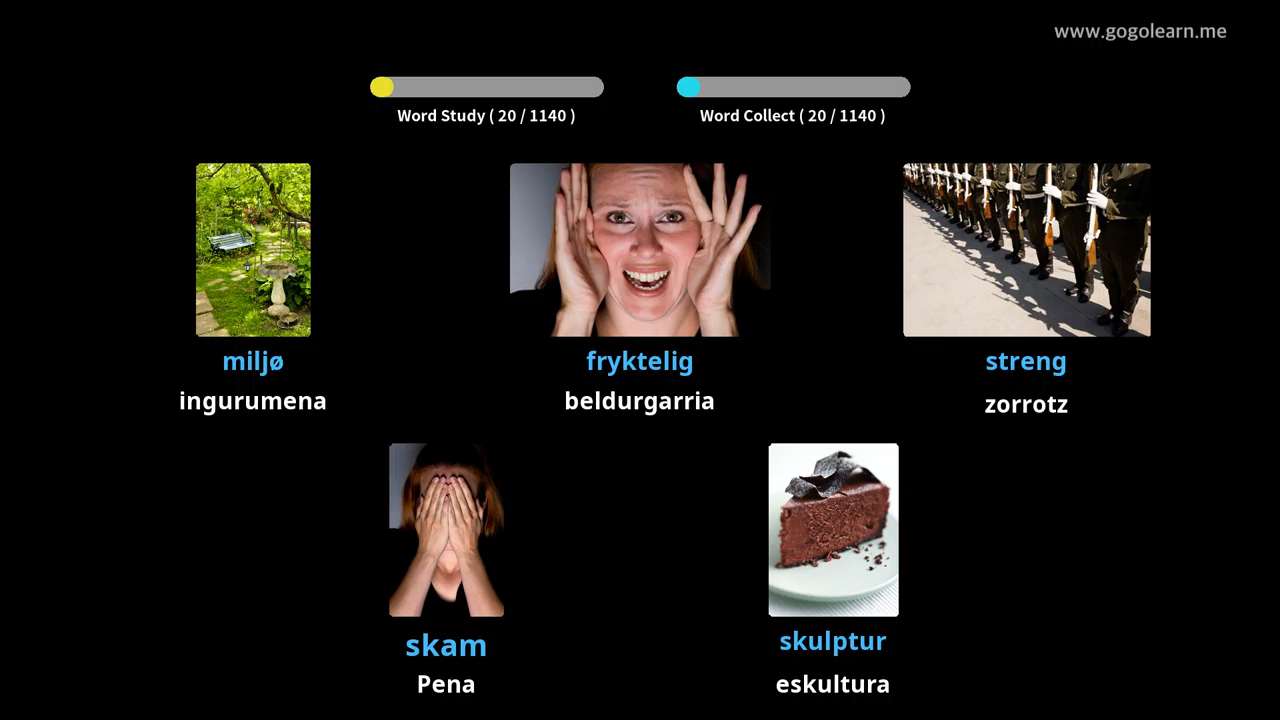 www.gogolearn.me
Word Study ( 20 / 1140 )
Word Collect ( 20 / 1140 )
miljø
ingurumena
fryktelig
beldurgarria
streng
zorrotz
skam
Pena
skulptur
eskultura